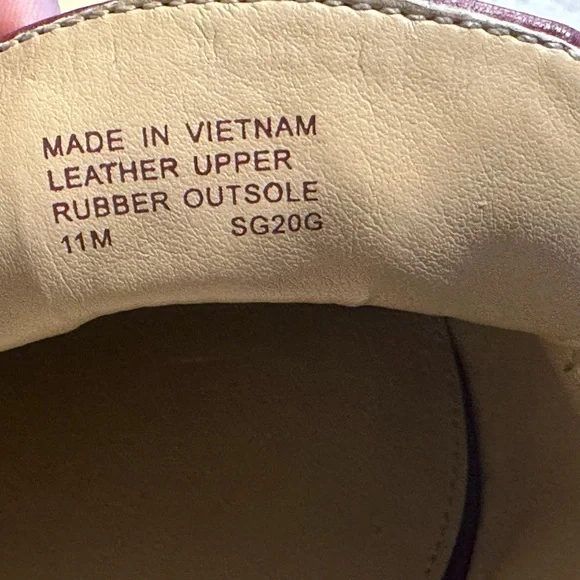 MADE IN VIETNAM
LEATHER UPPER
RUBBER OUTSOLE
11M SG20G